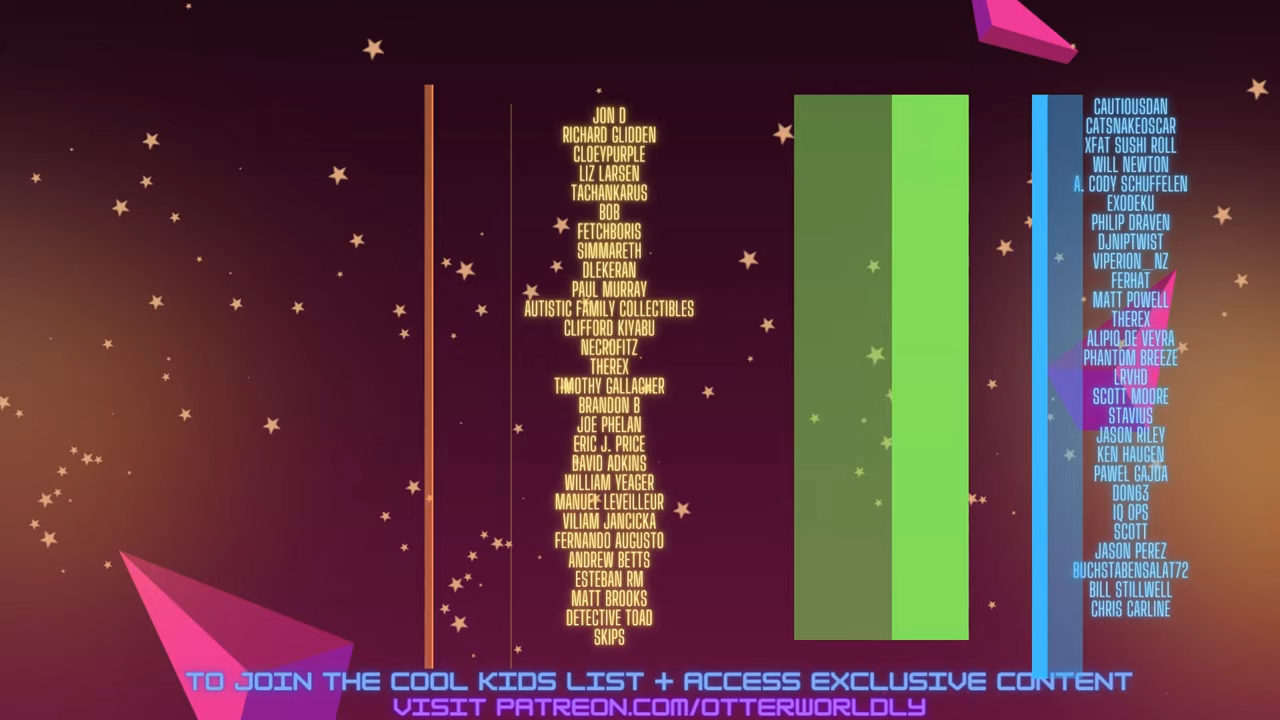 JON D
RICHARD GLIDDEN
CLOEYPURPLE
LIZ LARSEN
TACHANKARUS
BOB
FETCHBORIS
SIMMARETH
DLEKERAN
PAUL MURRAY
AUTISTIC FAMILY COLLECTIBLES
CLIFFORD KIYABU
NECROFITZ
THEREX
TIMOTHY GALLAGHER
BRANDON B
JOE PHELAN
ERIC J. PRICE
DAVID ADKINS
WILLIAM YEAGER
MANUEL LEVEILLEUR
VILIAM JANCICKA
FERNANDO AUGUSTO
ANDREW BETTS
ESTEBAN RM
MATT BROOKS
DETECTIVE TOAD
SKIPS
CAUTIOUSDAN
CATSNAKEOSCAR
XFAT SUSHI ROLL
WILL NEWTON
A. CODY SCHUFFELEN
EXODEKU
PHILIP DRAVEN
DJNIPTWIST
VIPERION_NZ
FERHAT
MATT POWELL
THEREX
ALIPIO DE VEYRA
PHANTOM BREEZE
LRVHD
SCOTT MOORE
STAVIUS
JASON RILEY
KEN HAUGEN
PAWEŁ GAJDA
DON63
IQ OPS
SCOTT
JASON PEREZ
BUCHSTABENSALAT72
BILL STILLWELL
CHRIS CARLINE
TO JOIN THE COOL KIDS LIST + ACCESS EXCLUSIVE CONTENT
VISIT PATREON.COM/OTTERWORLDLY